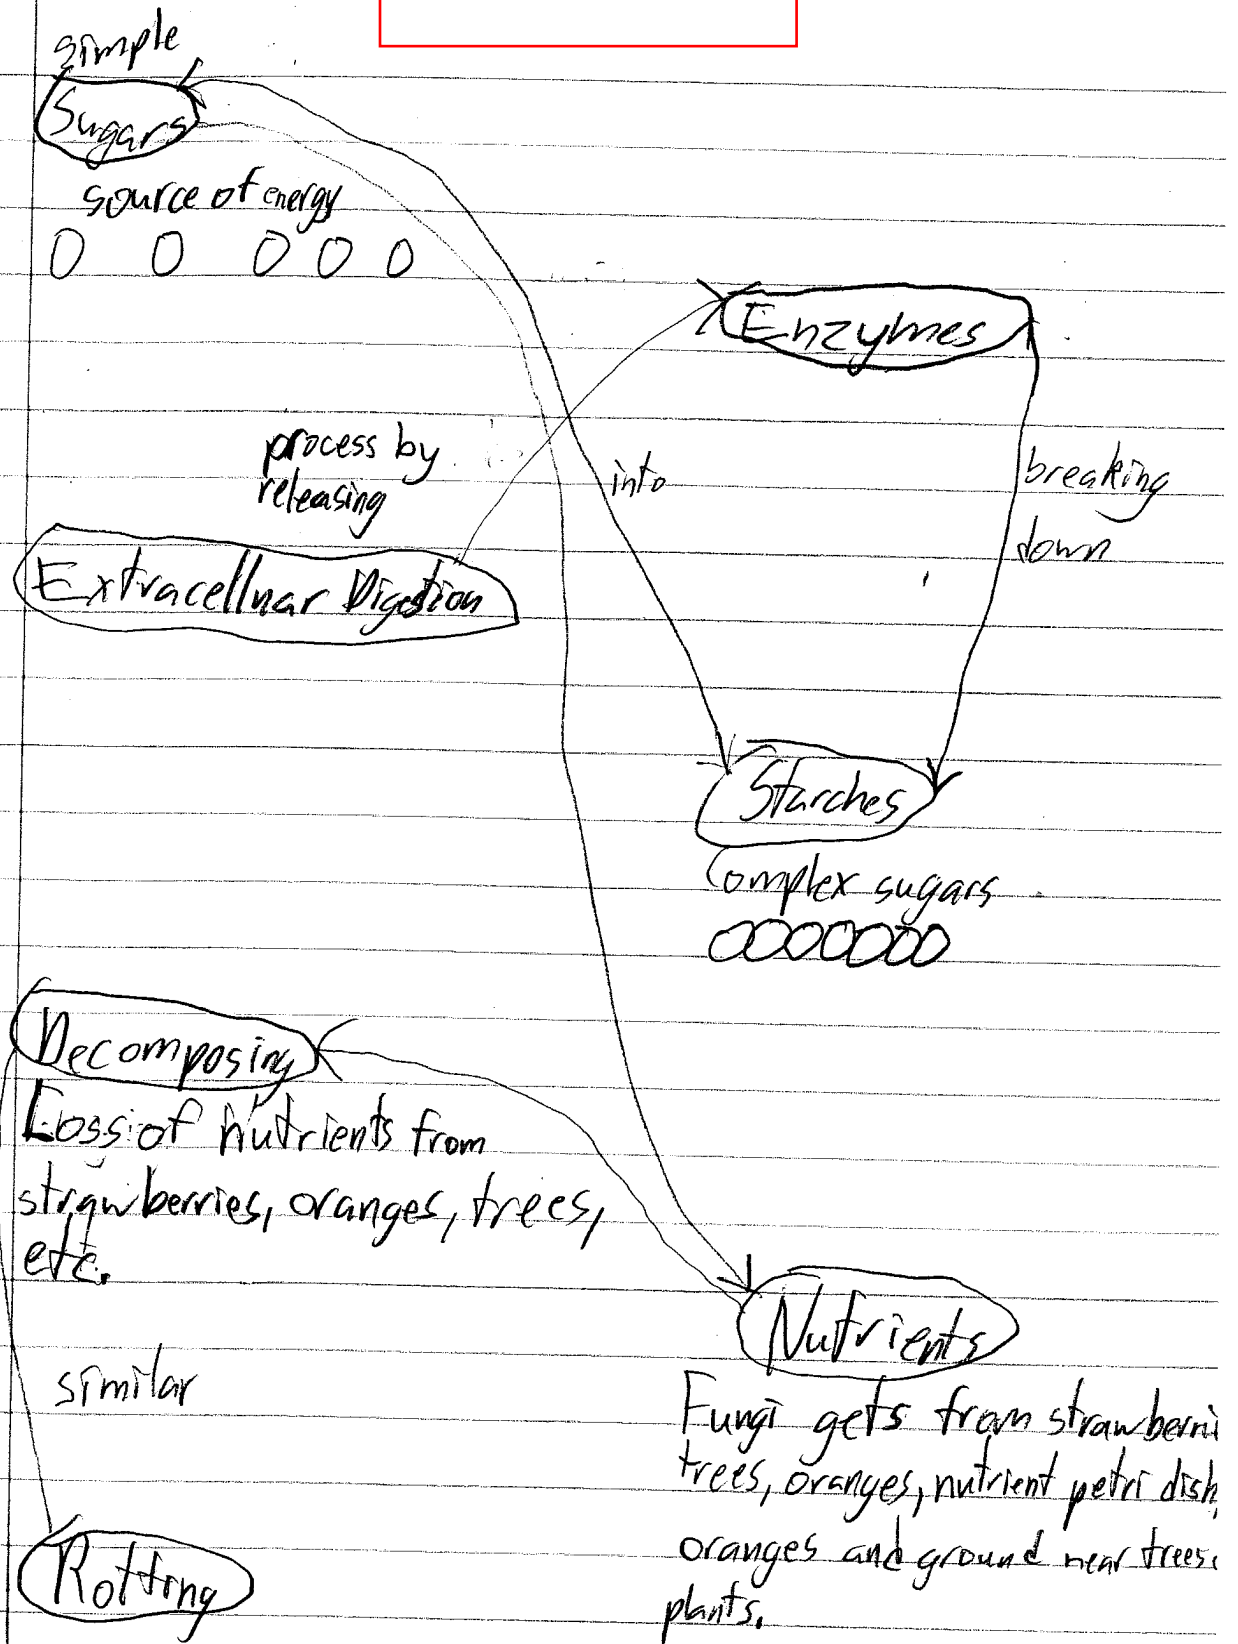 simple
Sugars
source of energy
Enzymes
process by
releasing
into
breaking
down
Extracellnar Digestion
Starches
Complex sugars
Decomposing
Loss of nutrients from
strawberries, oranges, trees,
etc.
similar
Nutrients
Fungi gets from strawberri
trees, oranges, nutrient petri dish,
oranges and ground near trees.
plants.
Rotting